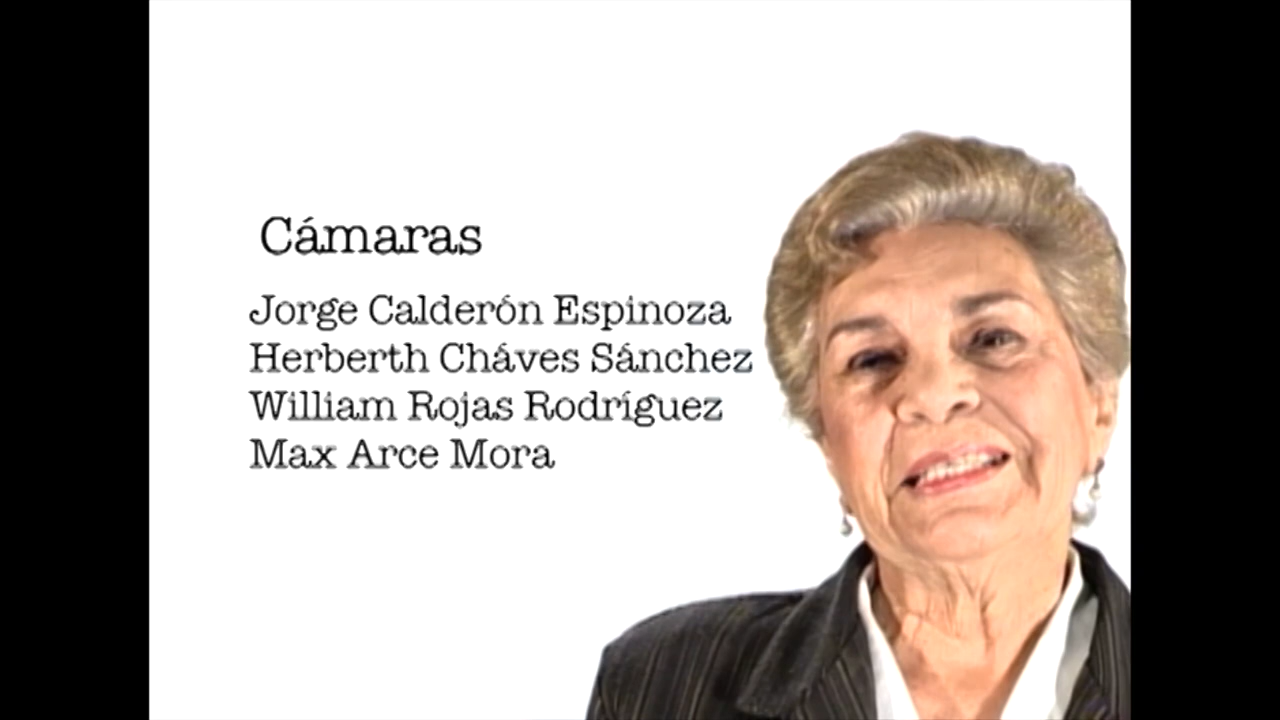 Cámaras
Jorge Calderón Espinoza
Herberth Cháves Sánchez
William Rojas Rodríguez
Max Arce Mora